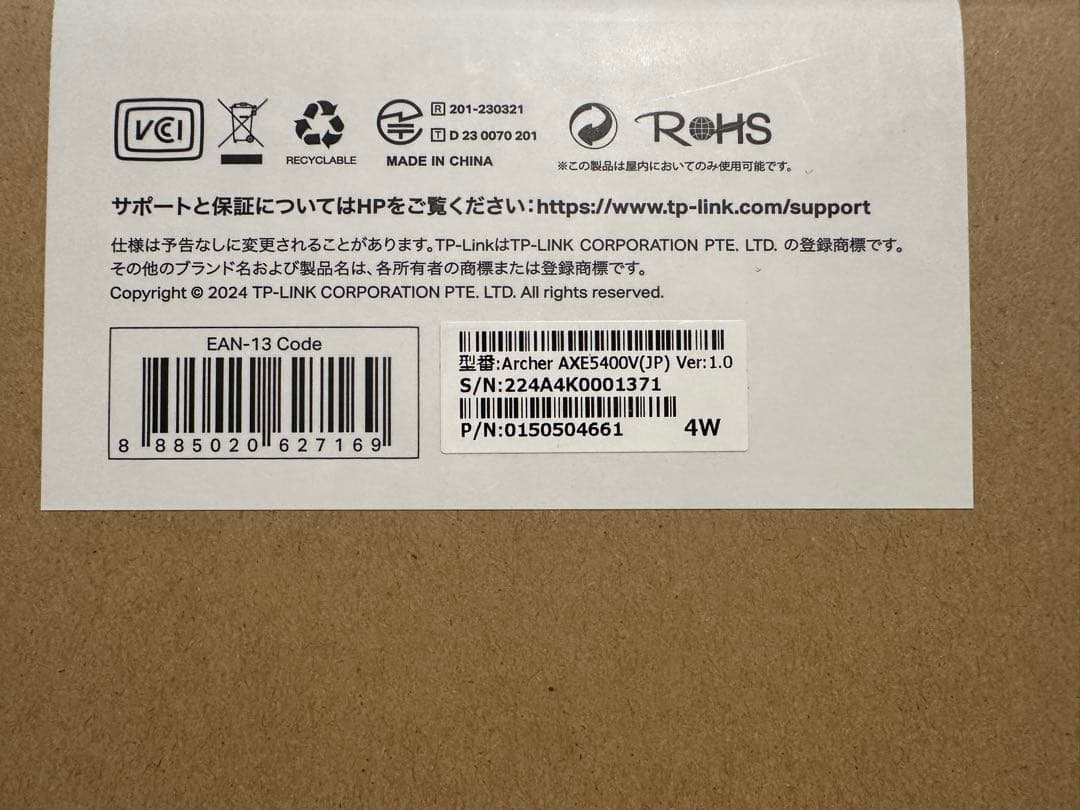 VCI
RECYCLABLE
R 201-230321
T D 23 0070 201
MADE IN CHINA
RoHS
※この製品は屋内においてのみ使用可能です。
サポートと保証についてはHPをご覧ください:https://www.tp-link.com/support
仕様は予告なしに変更されることがあります。TP-LinkはTP-LINK CORPORATION PTE. LTD. の登録商標です。
その他のブランド名および製品名は、各所有者の商標または登録商標です。
Copyright © 2024 TP-LINK CORPORATION PTE. LTD. All rights reserved.
EAN-13 Code
8 885020 627169
型番:Archer AXE5400V(JP) Ver:1.0
S/N:224A4K0001371
P/N:0150504661 4W